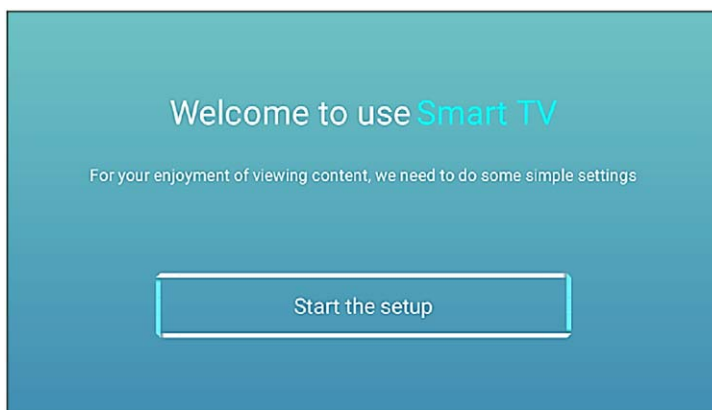 Welcome to use Smart TV
For your enjoyment of viewing content, we need to do some simple settings
Start the setup